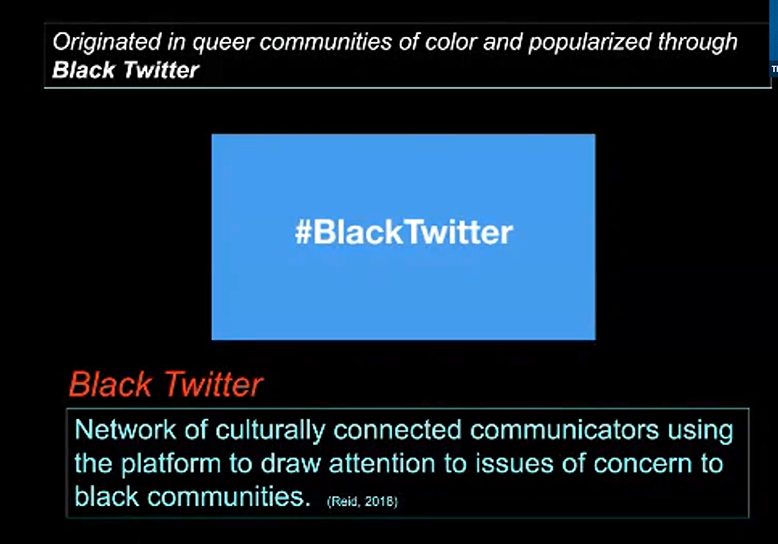 Originated in queer communities of color and popularized through
Black Twitter
#BlackTwitter
Black Twitter
Network of culturally connected communicators using
the platform to draw attention to issues of concern to
black communities. (Reid, 2018)